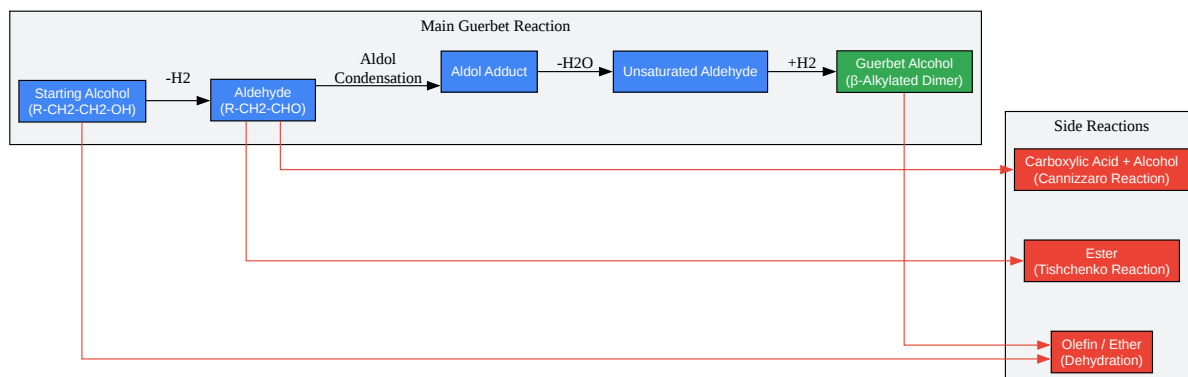 Main Guerbet Reaction
Starting Alcohol
(R-CH2-CH2-OH)
-H2
Aldehyde
(R-CH2-CHO)
Aldol
Condensation
Aldol Adduct
-H2O
Unsaturated Aldehyde
+H2
Guerbet Alcohol
(β-Alkylated Dimer)
Side Reactions
Carboxylic Acid + Alcohol
(Cannizzaro Reaction)
Ester
(Tishchenko Reaction)
Olefin / Ether
(Dehydration)